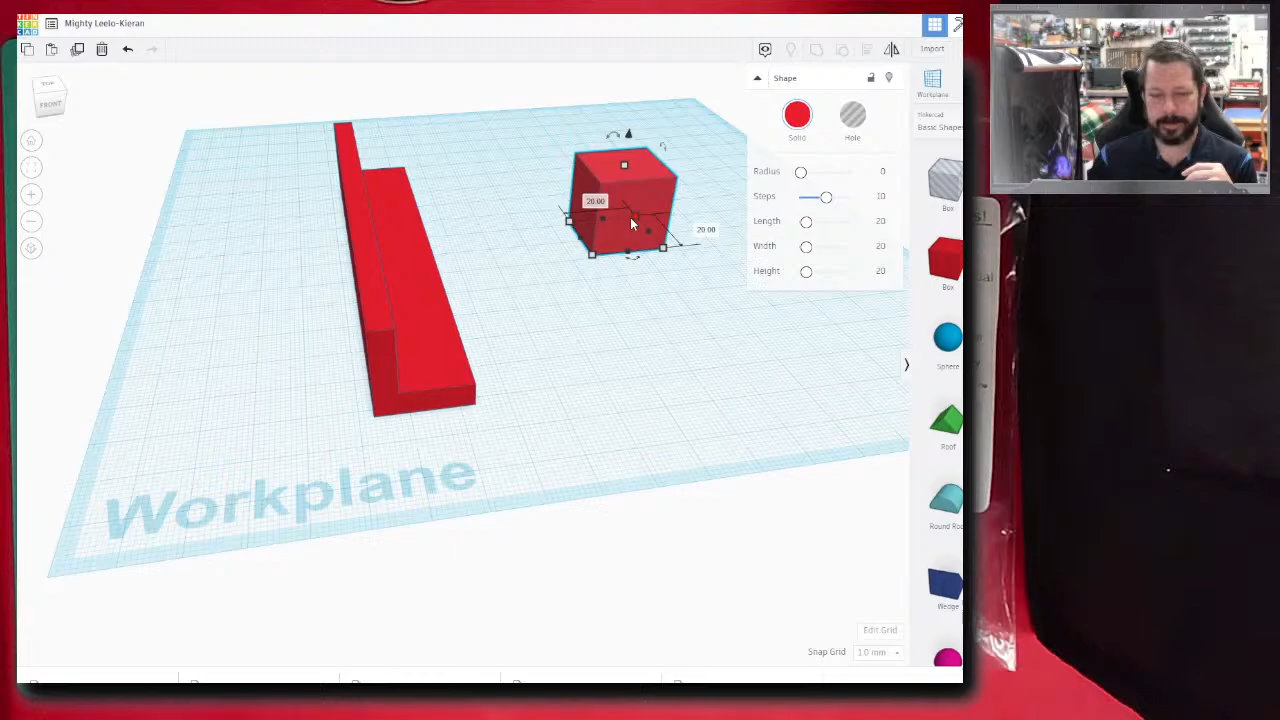 Mighty Leelo-Kieran
Import
TOP
FRONT
Shape
Solid
Hole
Radius 0
Steps 10
Length 20
Width 20
Height 20
20.00
20.00
Workplane
Tinkercad
Basic Shapes
Box
Box
Sphere
Roof
Round Roo
Wedge
Workplane
Edit Grid
Snap Grid 1.0 mm